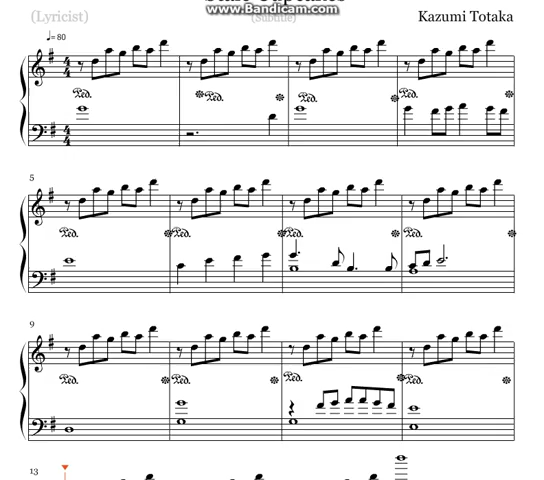 www.Bandicam.com
(Lyricist)
(Subtitle)
Kazumi Totaka
♩= 80
5
9
13